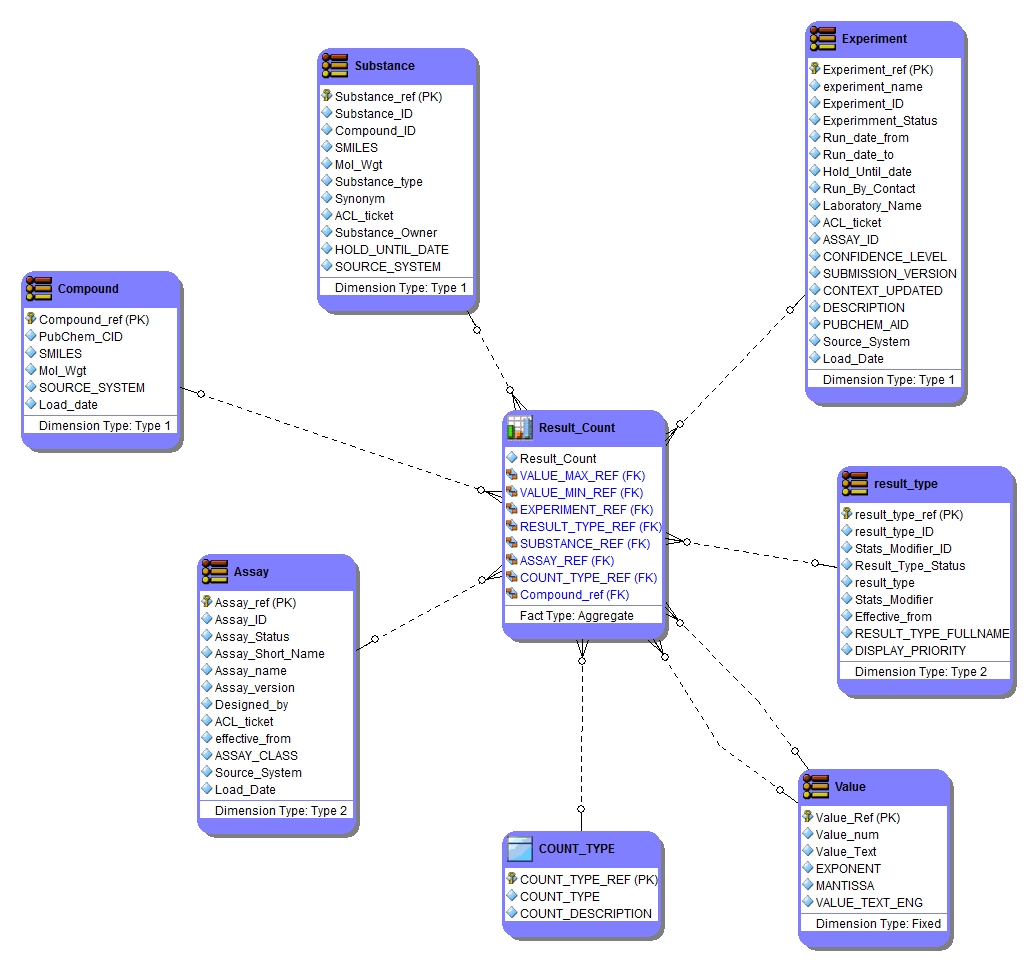 Experiment
Experiment_ref (PK)
experiment_name
Experiment_ID
Experimment_Status
Run_date_from
Run_date_to
Hold_Until_date
Run_By_Contact
Laboratory_Name
ACL_ticket
ASSAY_ID
CONFIDENCE_LEVEL
SUBMISSION_VERSION
CONTEXT_UPDATED
DESCRIPTION
PUBCHEM_AID
Source_System
Load_Date
Dimension Type: Type 1
Substance
Substance_ref (PK)
Substance_ID
Compound_ID
SMILES
Mol_Wgt
Substance_type
Synonym
ACL_ticket
Substance_Owner
HOLD_UNTIL_DATE
SOURCE_SYSTEM
Dimension Type: Type 1
Compound
Compound_ref (PK)
PubChem_CID
SMILES
Mol_Wgt
SOURCE_SYSTEM
Load_date
Dimension Type: Type 1
Result_Count
Result_Count
VALUE_MAX_REF (FK)
VALUE_MIN_REF (FK)
EXPERIMENT_REF (FK)
RESULT_TYPE_REF (FK)
SUBSTANCE_REF (FK)
ASSAY_REF (FK)
COUNT_TYPE_REF (FK)
Compound_ref (FK)
Fact Type: Aggregate
result_type
result_type_ref (PK)
result_type_ID
Stats_Modifier_ID
Result_Type_Status
result_type
Stats_Modifier
Effective_from
RESULT_TYPE_FULLNAME
DISPLAY_PRIORITY
Dimension Type: Type 2
Assay
Assay_ref (PK)
Assay_ID
Assay_Status
Assay_Short_Name
Assay_name
Assay_version
Designed_by
ACL_ticket
effective_from
ASSAY_CLASS
Source_System
Load_Date
Dimension Type: Type 2
COUNT_TYPE
COUNT_TYPE_REF (PK)
COUNT_TYPE
COUNT_DESCRIPTION
Value
Value_Ref (PK)
Value_num
Value_Text
EXPONENT
MANTISSA
VALUE_TEXT_ENG
Dimension Type: Fixed